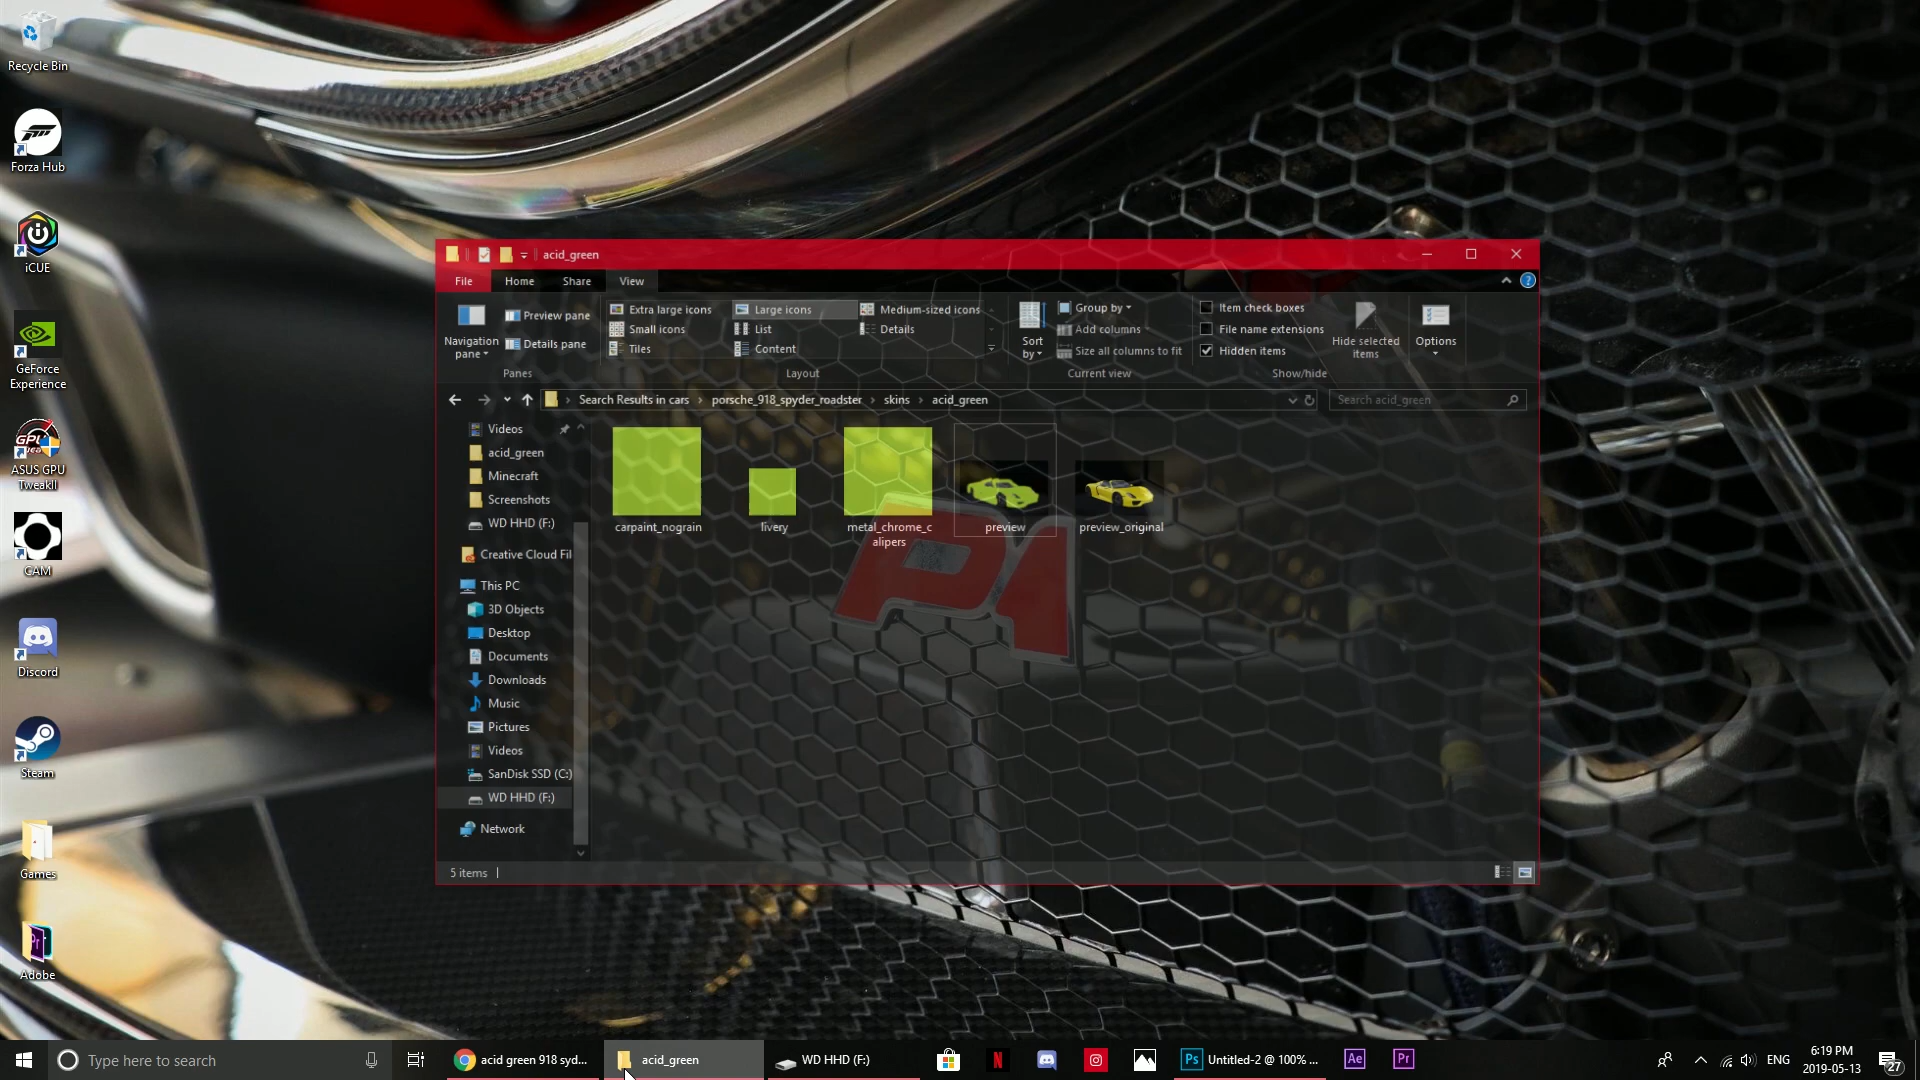 Recycle Bin
Forza Hub
iCUE
GeForce
Experience
ASUS GPU
TweakII
CAM
Discord
Steam
Games
Adobe
acid_green
File
Home
Share
View
Navigation
pane
Preview pane
Details pane
Panes
Extra large icons
Large icons
Medium-sized icons
Small icons
List
Details
Tiles
Content
Layout
Sort
by
Group by
Add columns
Size all columns to fit
Current view
Item check boxes
File name extensions
Hidden items
Hide selected
items
Show/hide
Options
Search Results in cars
porsche_918_spyder_roadster
skins
acid_green
Search acid_green
Videos
acid_green
Minecraft
Screenshots
WD HHD (F:)
Creative Cloud Fil
This PC
3D Objects
Desktop
Documents
Downloads
Music
Pictures
Videos
SanDisk SSD (C:)
WD HHD (F:)
Network
carpaint_nograin
livery
metal_chrome_c
alipers
preview
preview_original
P1
5 items
Type here to search
acid green 918 syd...
acid_green
WD HHD (F:)
N
Ps
Untitled-2 @ 100% ...
Ae
Pr
ENG
6:19 PM
2019-05-13
27